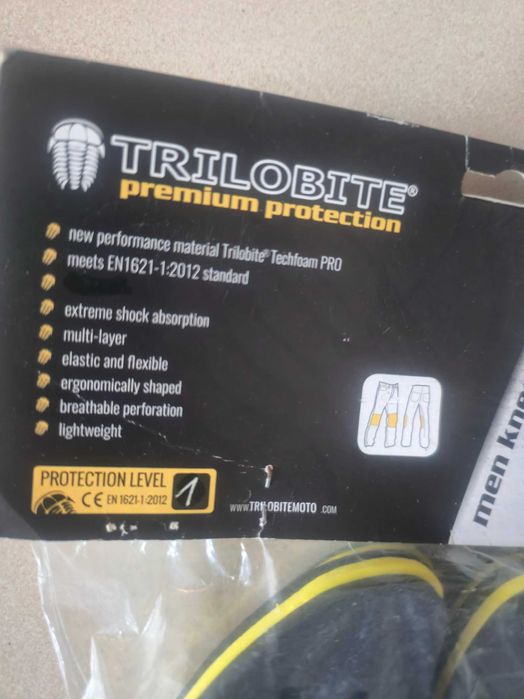 TRILOBITE®
premium protection
new performance material Trilobite® Techfoam PRO
meets EN1621-1:2012 standard
extreme shock absorption
multi-layer
elastic and flexible
ergonomically shaped
breathable perforation
lightweight
PROTECTION LEVEL 1
CE EN 1621-1-2012
www.TRILOBITEMOTO.COM
men kne